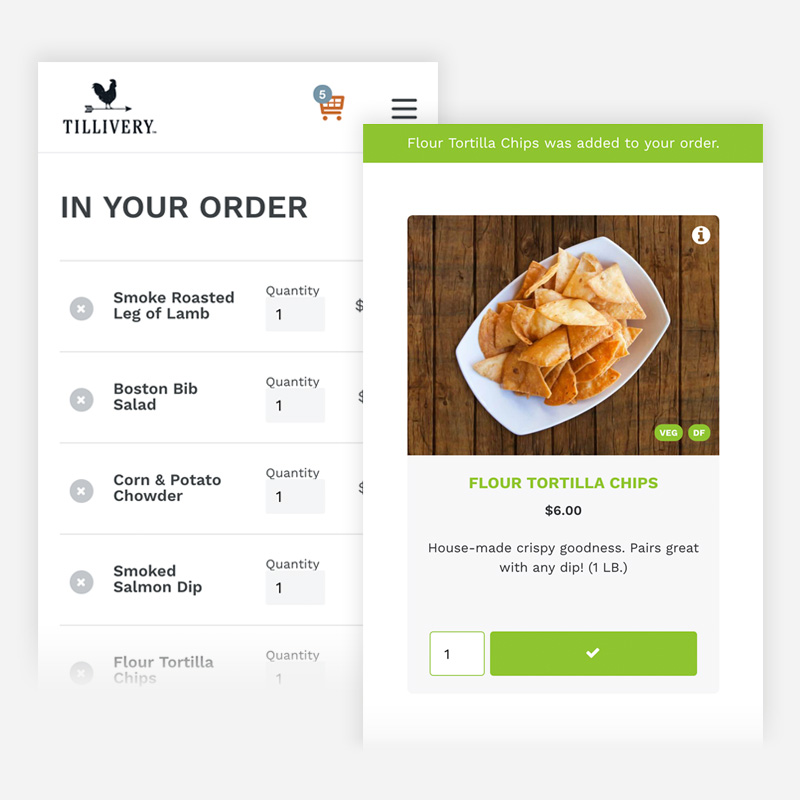 5
TILLIVERY™
IN YOUR ORDER
Smoke Roasted
Leg of Lamb
Quantity
1
$
Boston Bib
Salad
Quantity
1
$
Corn & Potato
Chowder
Quantity
1
$
Smoked
Salmon Dip
Quantity
1
Flour Tortilla
Chips
Quantity
1
Flour Tortilla Chips was added to your order.
i
VEG DF
FLOUR TORTILLA CHIPS
$6.00
House-made crispy goodness. Pairs great
with any dip! (1 LB.)
1